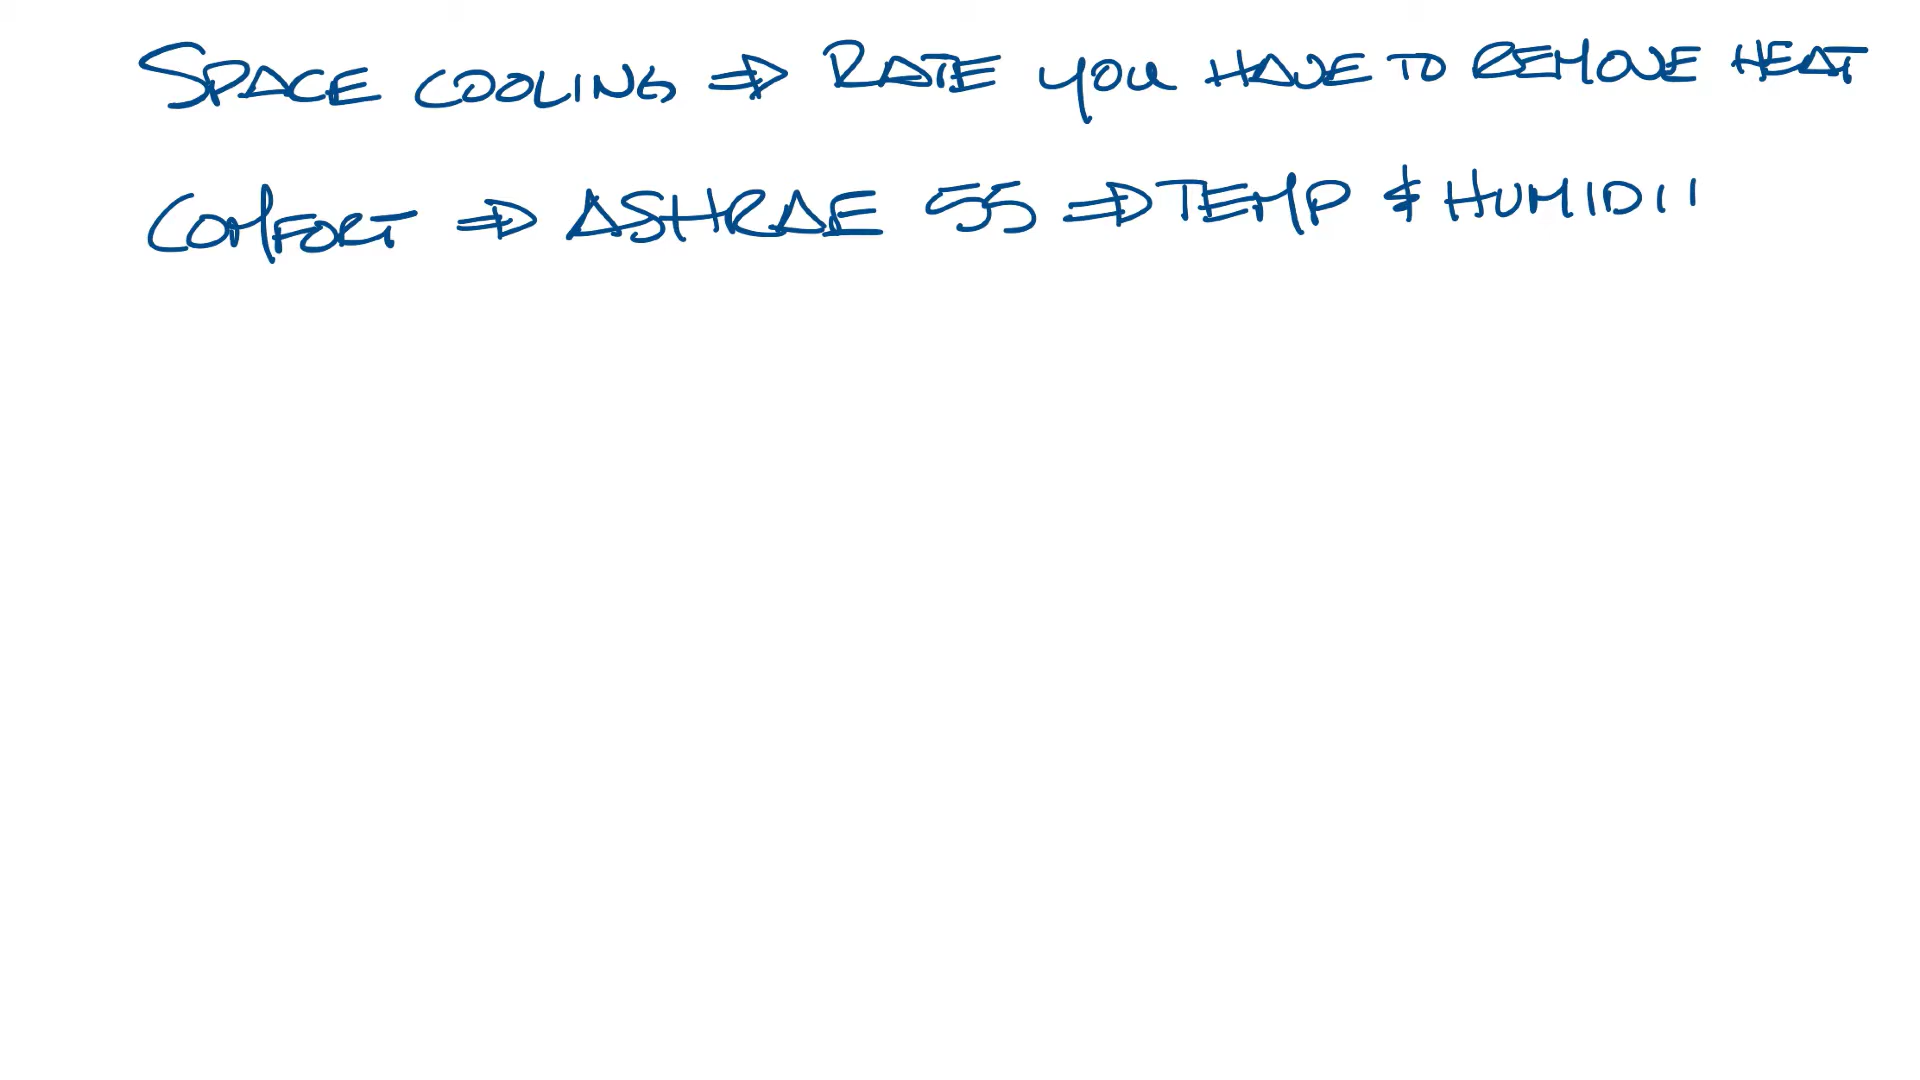 SPACE COOLING ⇒ RATE YOU HAVE TO REMOVE HEAT
COMFORT ⇒ ASHRAE 55 ⇒ TEMP & HUMIDI